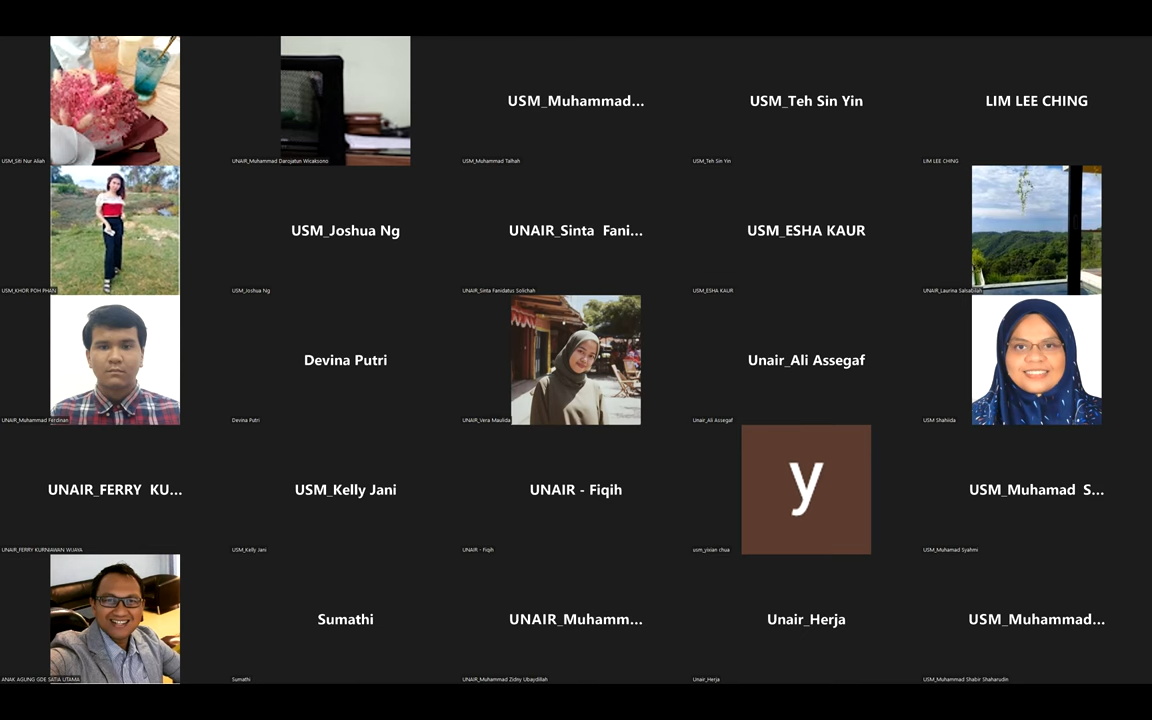 USM_Siti Nur Aliah
UNAIR_Muhammad Darojatun Wicaksono
USM_Muhammad...
USM_Muhammad Talhah
USM_Teh Sin Yin
USM_Teh Sin Yin
LIM LEE CHING
LIM LEE CHING
USM_KHOR POH PHAN
USM_Joshua Ng
USM_Joshua Ng
UNAIR_Sinta Fani...
UNAIR_Sinta Fanidatus Solichah
USM_ESHA KAUR
USM_ESHA KAUR
UNAIR_Laurina Salsabilah
UNAIR_Muhammad Ferdinan
Devina Putri
Devina Putri
UNAIR_Vera Maulida
Unair_Ali Assegaf
Unair_Ali Assegaf
USM Shahiida
UNAIR_FERRY KU...
UNAIR_FERRY KURNIAWAN WIJAYA
USM_Kelly Jani
USM_Kelly Jani
UNAIR - Fiqih
UNAIR - Fiqih
y
usm_yixian chua
USM_Muhamad S...
USM_Muhamad Syahmi
ANAK AGUNG GDE SATIA UTAMA
Sumathi
Sumathi
UNAIR_Muhamm...
UNAIR_Muhammad Zidny Ubaydillah
Unair_Herja
Unair_Herja
USM_Muhammad...
USM_Muhammad Shabir Shaharudin